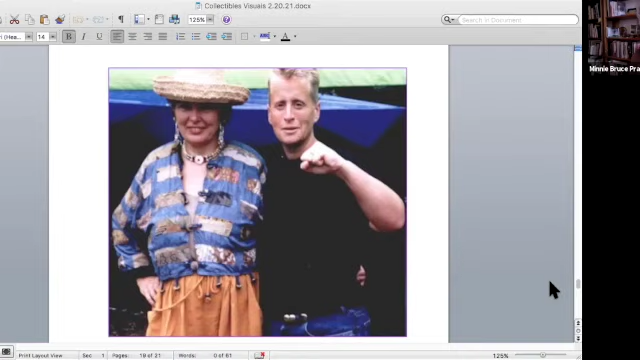 Collectibles Visuals 2.20.21.docx
125%
Search in Document
(Hea...
14
B
I
U
A
Minnie Bruce Pra
Print Layout View
Sec
1
Pages:
19 of 21
Words:
0 of 61
125%